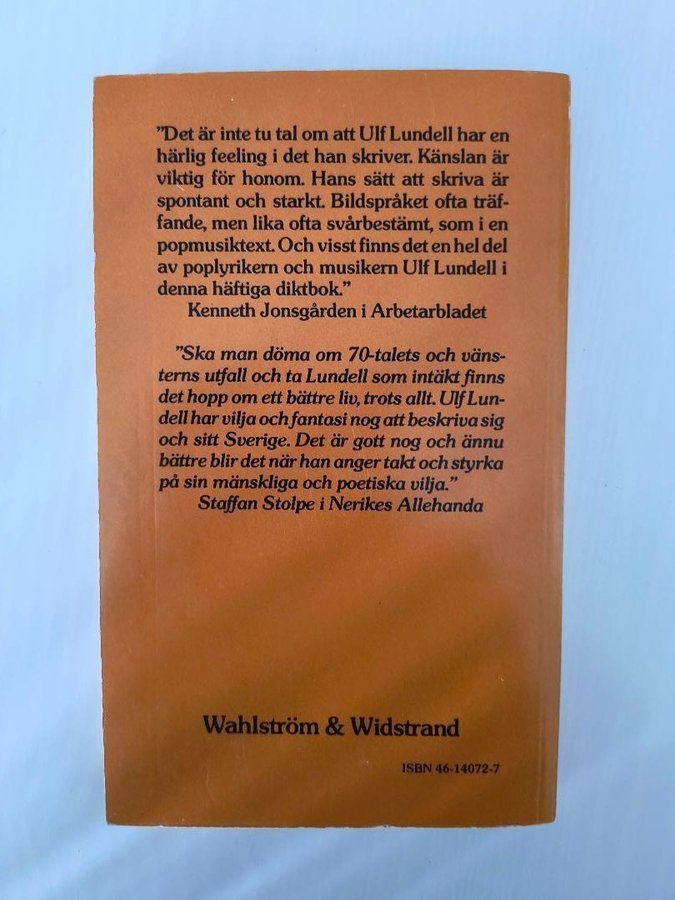 ”Det är inte tu tal om att Ulf Lundell har en
härlig feeling i det han skriver. Känslan är
viktig för honom. Hans sätt att skriva är
spontant och starkt. Bildspråket ofta träf-
fande, men lika ofta svårbestämt, som i en
popmusiktext. Och visst finns det en hel del
av poplyrikern och musikern Ulf Lundell i
denna häftiga diktbok.”
Kenneth Jonsgården i Arbetarbladet
”Ska man döma om 70-talets och väns-
terns utfall och ta Lundell som intäkt finns
det hopp om ett bättre liv, trots allt. Ulf Lun-
dell har vilja och fantasi nog att beskriva sig
och sitt Sverige. Det är gott nog och ännu
bättre blir det när han anger takt och styrka
på sin mänskliga och poetiska vilja.”
Staffan Stolpe i Nerikes Allehanda
Wahlström & Widstrand
ISBN 46-14072-7